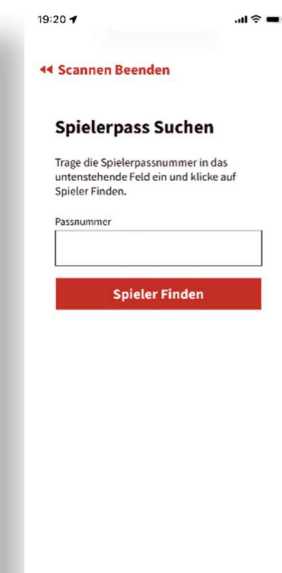 19:20
Scannen Beenden
Spielerpass Suchen
Trage die Spielerpassnummer in das
untenstehende Feld ein und klicke auf
Spieler Finden.
Passnummer
Spieler Finden